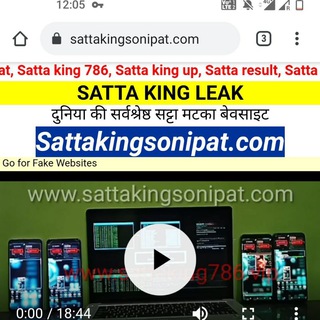 12:05
sattakingsonipat.com
3
at, Satta king 786, Satta king up, Satta result, Satta
SATTA KING LEAK
दुनिया की सर्वश्रेष्ठ सट्टा मटका बेवसाइट
Sattakingsonipat.com
Go for Fake Websites
www.sattakingsonipat.com
0:00 / 18:44